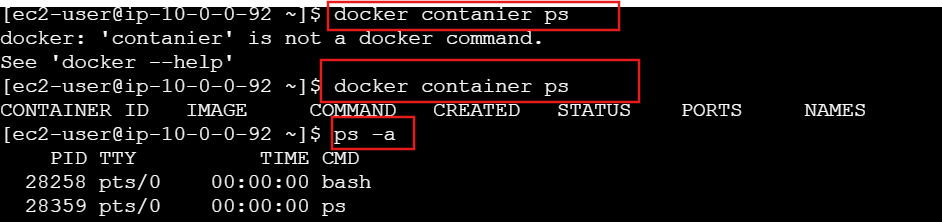 [ec2-user@ip-10-0-0-92 ~]$ docker contanier ps
docker: 'contanier' is not a docker command.
See 'docker --help'
[ec2-user@ip-10-0-0-92 ~]$ docker container ps
CONTAINER ID   IMAGE     COMMAND   CREATED   STATUS    PORTS     NAMES
[ec2-user@ip-10-0-0-92 ~]$ ps -a
    PID TTY          TIME CMD
  28258 pts/0    00:00:00 bash
  28359 pts/0    00:00:00 ps